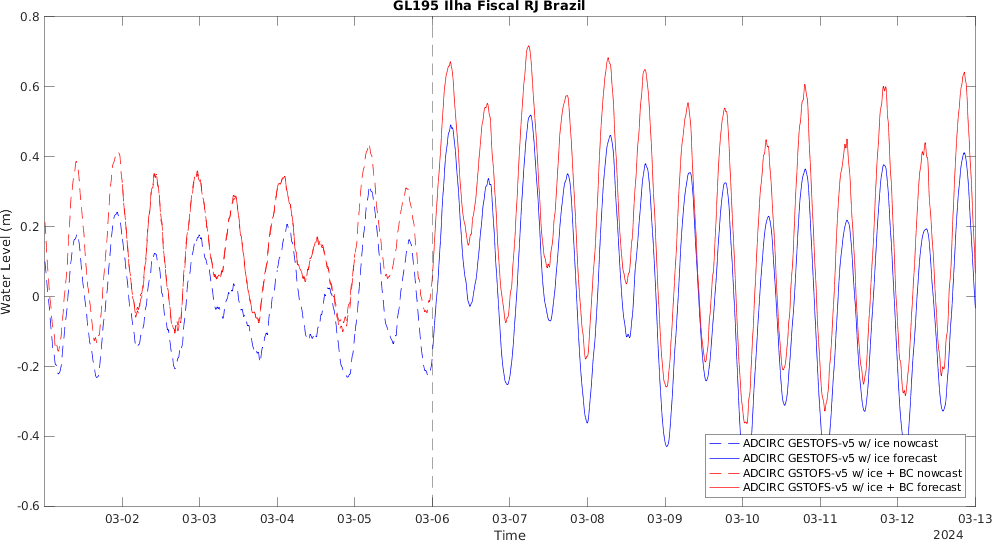 GL195 Ilha Fiscal RJ Brazil
Water Level (m)
0.8
0.6
0.4
0.2
0
-0.2
-0.4
-0.6
ADCIRC GESTOFS-v5 w/ ice nowcast
ADCIRC GESTOFS-v5 w/ ice forecast
ADCIRC GSTOFS-v5 w/ ice + BC nowcast
ADCIRC GSTOFS-v5 w/ ice + BC forecast
03-02 03-03 03-04 03-05 03-06 03-07 03-08 03-09 03-10 03-11 03-12 03-13
Time
2024